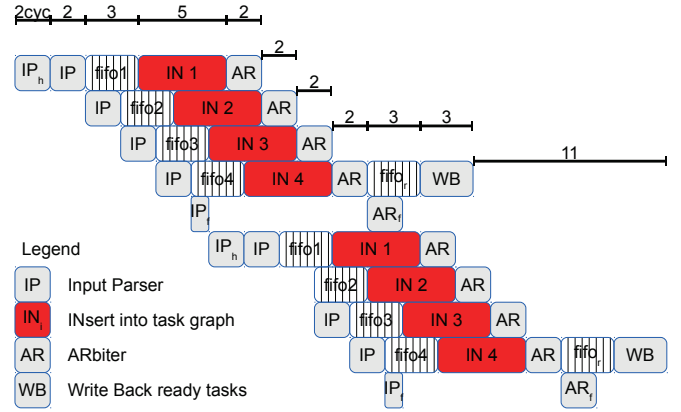 2cyc 2 3 5 2
2
IPh IP fifo1 IN 1 AR
2
IP fifo2 IN 2 AR
2 3 3
IP fifo3 IN 3 AR
11
IP fifo4 IN 4 AR fifor WB
IPf ARf
IPh IP fifo1 IN 1 AR
Legend
fifo2 IN 2 AR
IP Input Parser
IP fifo3 IN 3 AR
INi INsert into task graph
IP fifo4 IN 4 AR fifor WB
AR ARbiter
IPf ARf
WB Write Back ready tasks